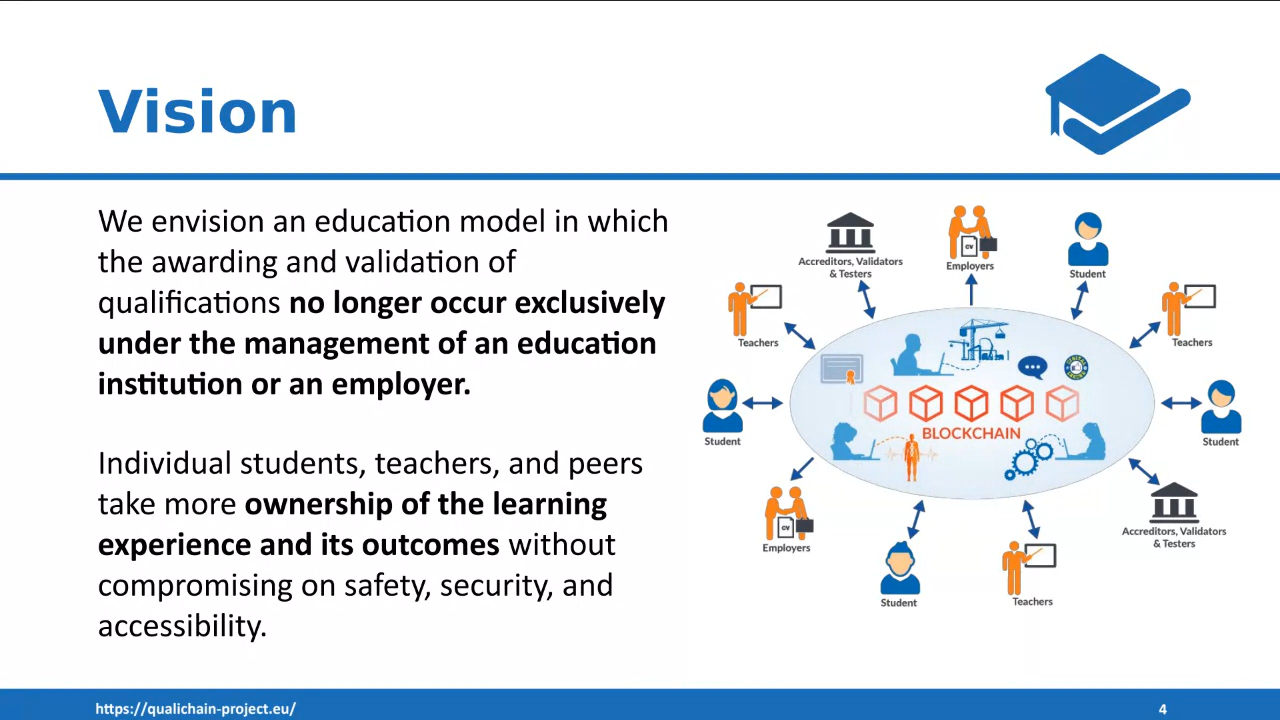 Vision
We envision an education model in which
the awarding and validation of
qualifications no longer occur exclusively
under the management of an education
institution or an employer.
Individual students, teachers, and peers
take more ownership of the learning
experience and its outcomes without
compromising on safety, security, and
accessibility.
Accreditors, Validators
& Testers
CV
Employers
Student
Teachers
Teachers
Student
BLOCKCHAIN
Student
CV
Employers
Accreditors, Validators
& Testers
Student
Teachers
https://qualichain-project.eu/
4